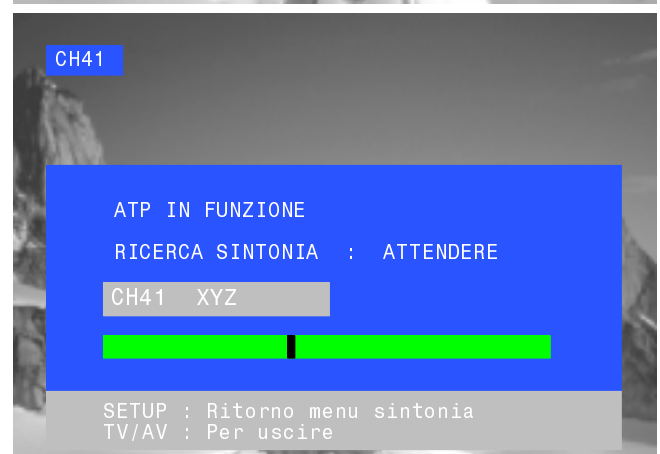 CH41
ATP IN FUNZIONE
RICERCA SINTONIA : ATTENDERE
CH41 XYZ
SETUP : Ritorno menu sintonia
TV/AV : Per uscire